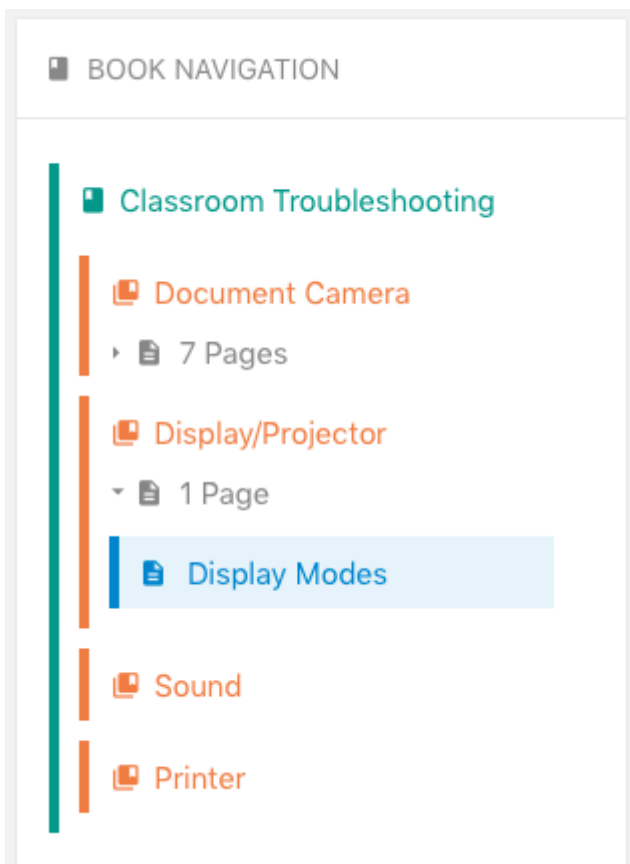 BOOK NAVIGATION
Classroom Troubleshooting
Document Camera
7 Pages
Display/Projector
1 Page
Display Modes
Sound
Printer